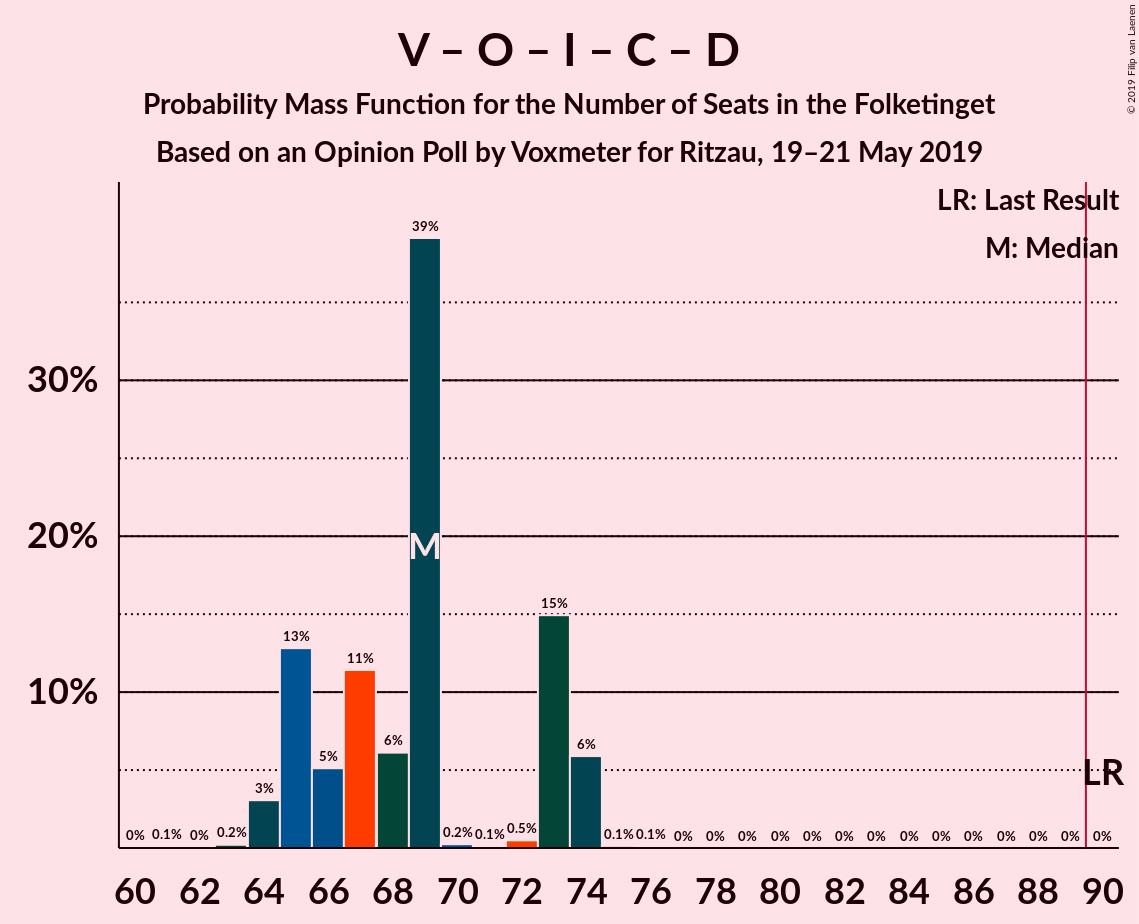 V – O – I – C – D
Probability Mass Function for the Number of Seats in the Folketinget
Based on an Opinion Poll by Voxmeter for Ritzau, 19–21 May 2019
© 2019 Filip van Laenen
LR: Last Result
M: Median
30%
20%
10%
0% 0.1% 0% 0.2% 3% 13% 5% 11% 6% 39% 0.2% 0.1% 0.5% 15% 6% 0.1% 0.1% 0% 0% 0% 0% 0% 0% 0% 0% 0% 0% 0% 0% 0% 0%
M
LR
60 62 64 66 68 70 72 74 76 78 80 82 84 86 88 90